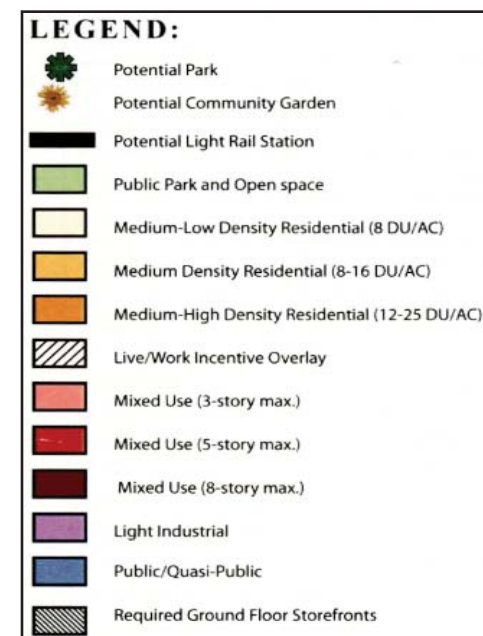 LEGEND:
Potential Park
Potential Community Garden
Potential Light Rail Station
Public Park and Open space
Medium-Low Density Residential (8 DU/AC)
Medium Density Residential (8-16 DU/AC)
Medium-High Density Residential (12-25 DU/AC)
Live/Work Incentive Overlay
Mixed Use (3-story max.)
Mixed Use (5-story max.)
Mixed Use (8-story max.)
Light Industrial
Public/Quasi-Public
Required Ground Floor Storefronts